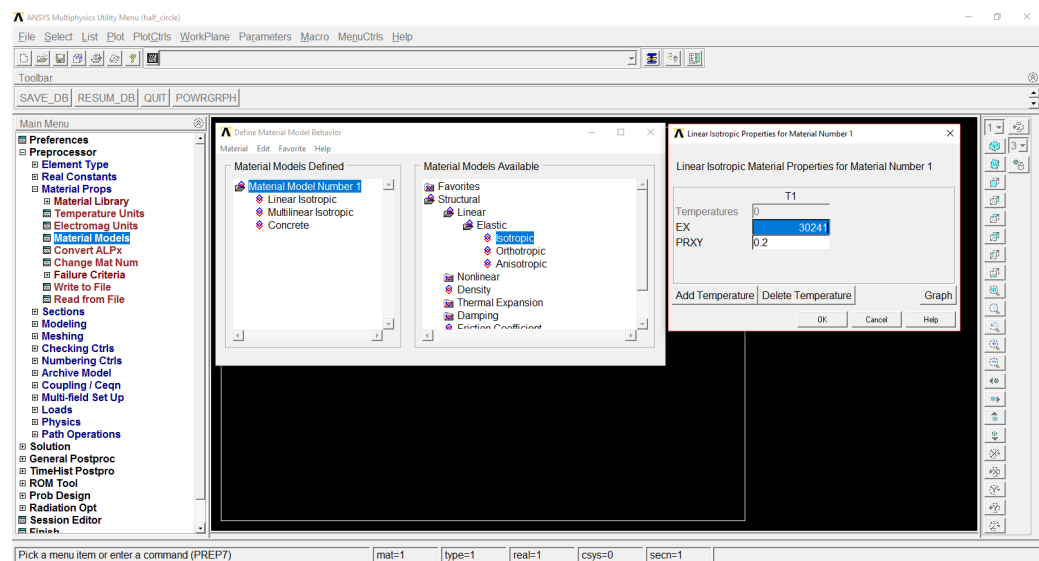 ANSYS Multiphysics Utility Menu (half_circle)
File Select List Plot PlotCtrls WorkPlane Parameters Macro MenuCtrls Help
Toolbar
SAVE_DB RESUM_DB QUIT POWRGRPH
Main Menu
Preferences
Preprocessor
Element Type
Real Constants
Material Props
Material Library
Temperature Units
Electromag Units
Material Models
Convert ALPx
Change Mat Num
Failure Criteria
Write to File
Read from File
Sections
Modeling
Meshing
Checking Ctrls
Numbering Ctrls
Archive Model
Coupling / Ceqn
Multi-field Set Up
Loads
Physics
Path Operations
Solution
General Postproc
TimeHist Postpro
ROM Tool
Prob Design
Radiation Opt
Session Editor
Finish
Define Material Model Behavior
Material Edit Favorite Help
Material Models Defined
Material Model Number 1
Linear Isotropic
Multilinear Isotropic
Concrete
Material Models Available
Favorites
Structural
Linear
Elastic
Isotropic
Orthotropic
Anisotropic
Nonlinear
Density
Thermal Expansion
Damping
Friction Coefficient
Linear Isotropic Properties for Material Number 1
Linear Isotropic Material Properties for Material Number 1
T1
Temperatures 0
EX 30241
PRXY 0.2
Add Temperature Delete Temperature Graph
OK Cancel Help
1
3
Pick a menu item or enter a command (PREP7) mat=1 type=1 real=1 csys=0 secn=1